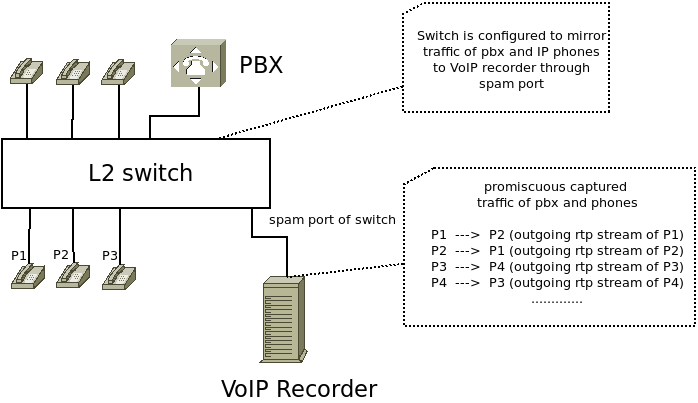 Switch is configured to mirror
traffic of pbx and IP phones
to VoIP recorder through
spam port
PBX
L2 switch
promiscuous captured
traffic of pbx and phones
spam port of switch
P1 ---> P2 (outgoing rtp stream of P1)
P2 ---> P1 (outgoing rtp stream of P2)
P3 ---> P4 (outgoing rtp stream of P3)
P4 ---> P3 (outgoing rtp stream of P4)
.............
P1
P2
P3
VoIP Recorder